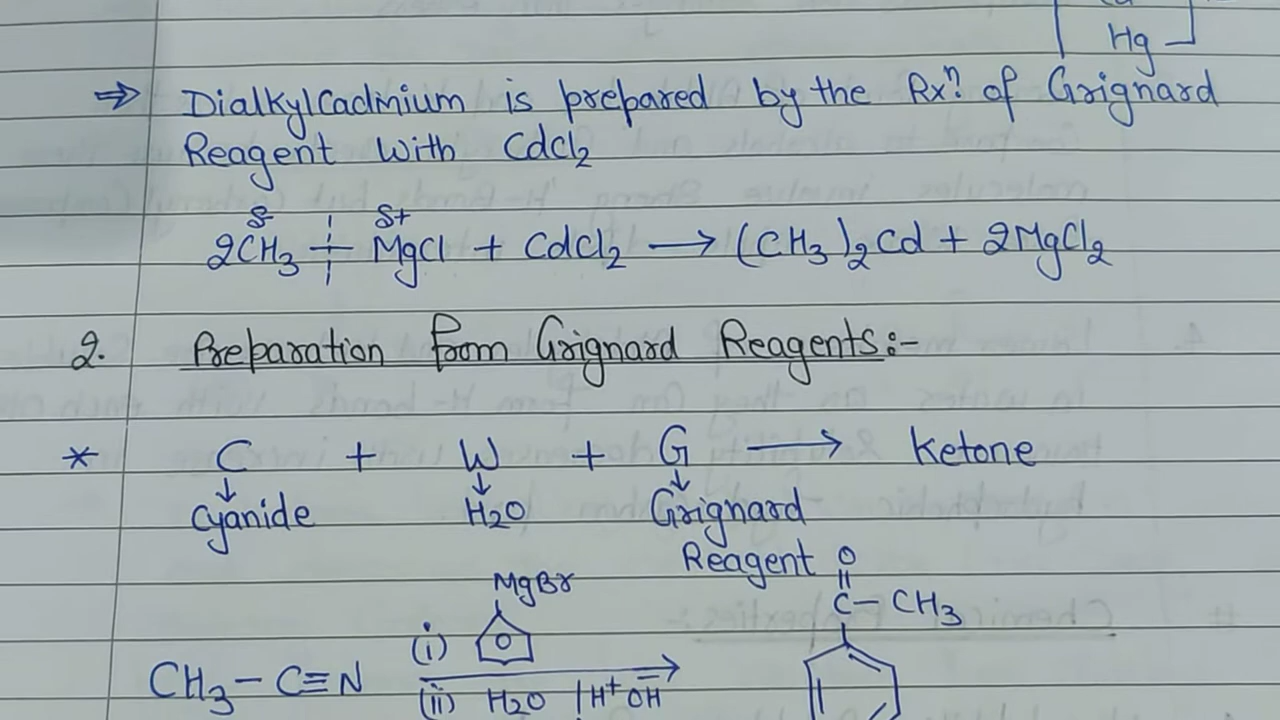 Hg
⇒ Dialkylcadmium is prepared by the Rxⁿ. of Grignard
Reagent with CdCl₂
δ- δ+
2CH₃ MgCl + CdCl₂ → (CH₃)₂Cd + 2MgCl₂
2. Preparation from Grignard Reagents:-
* C + W + G → Ketone
↓ ↓ ↓
Cyanide H₂O Grignard
Reagent
O
MgBr
C-CH₃
(i)
CH₃-C≡N
(ii) H₂O /H⁺ OH⁻